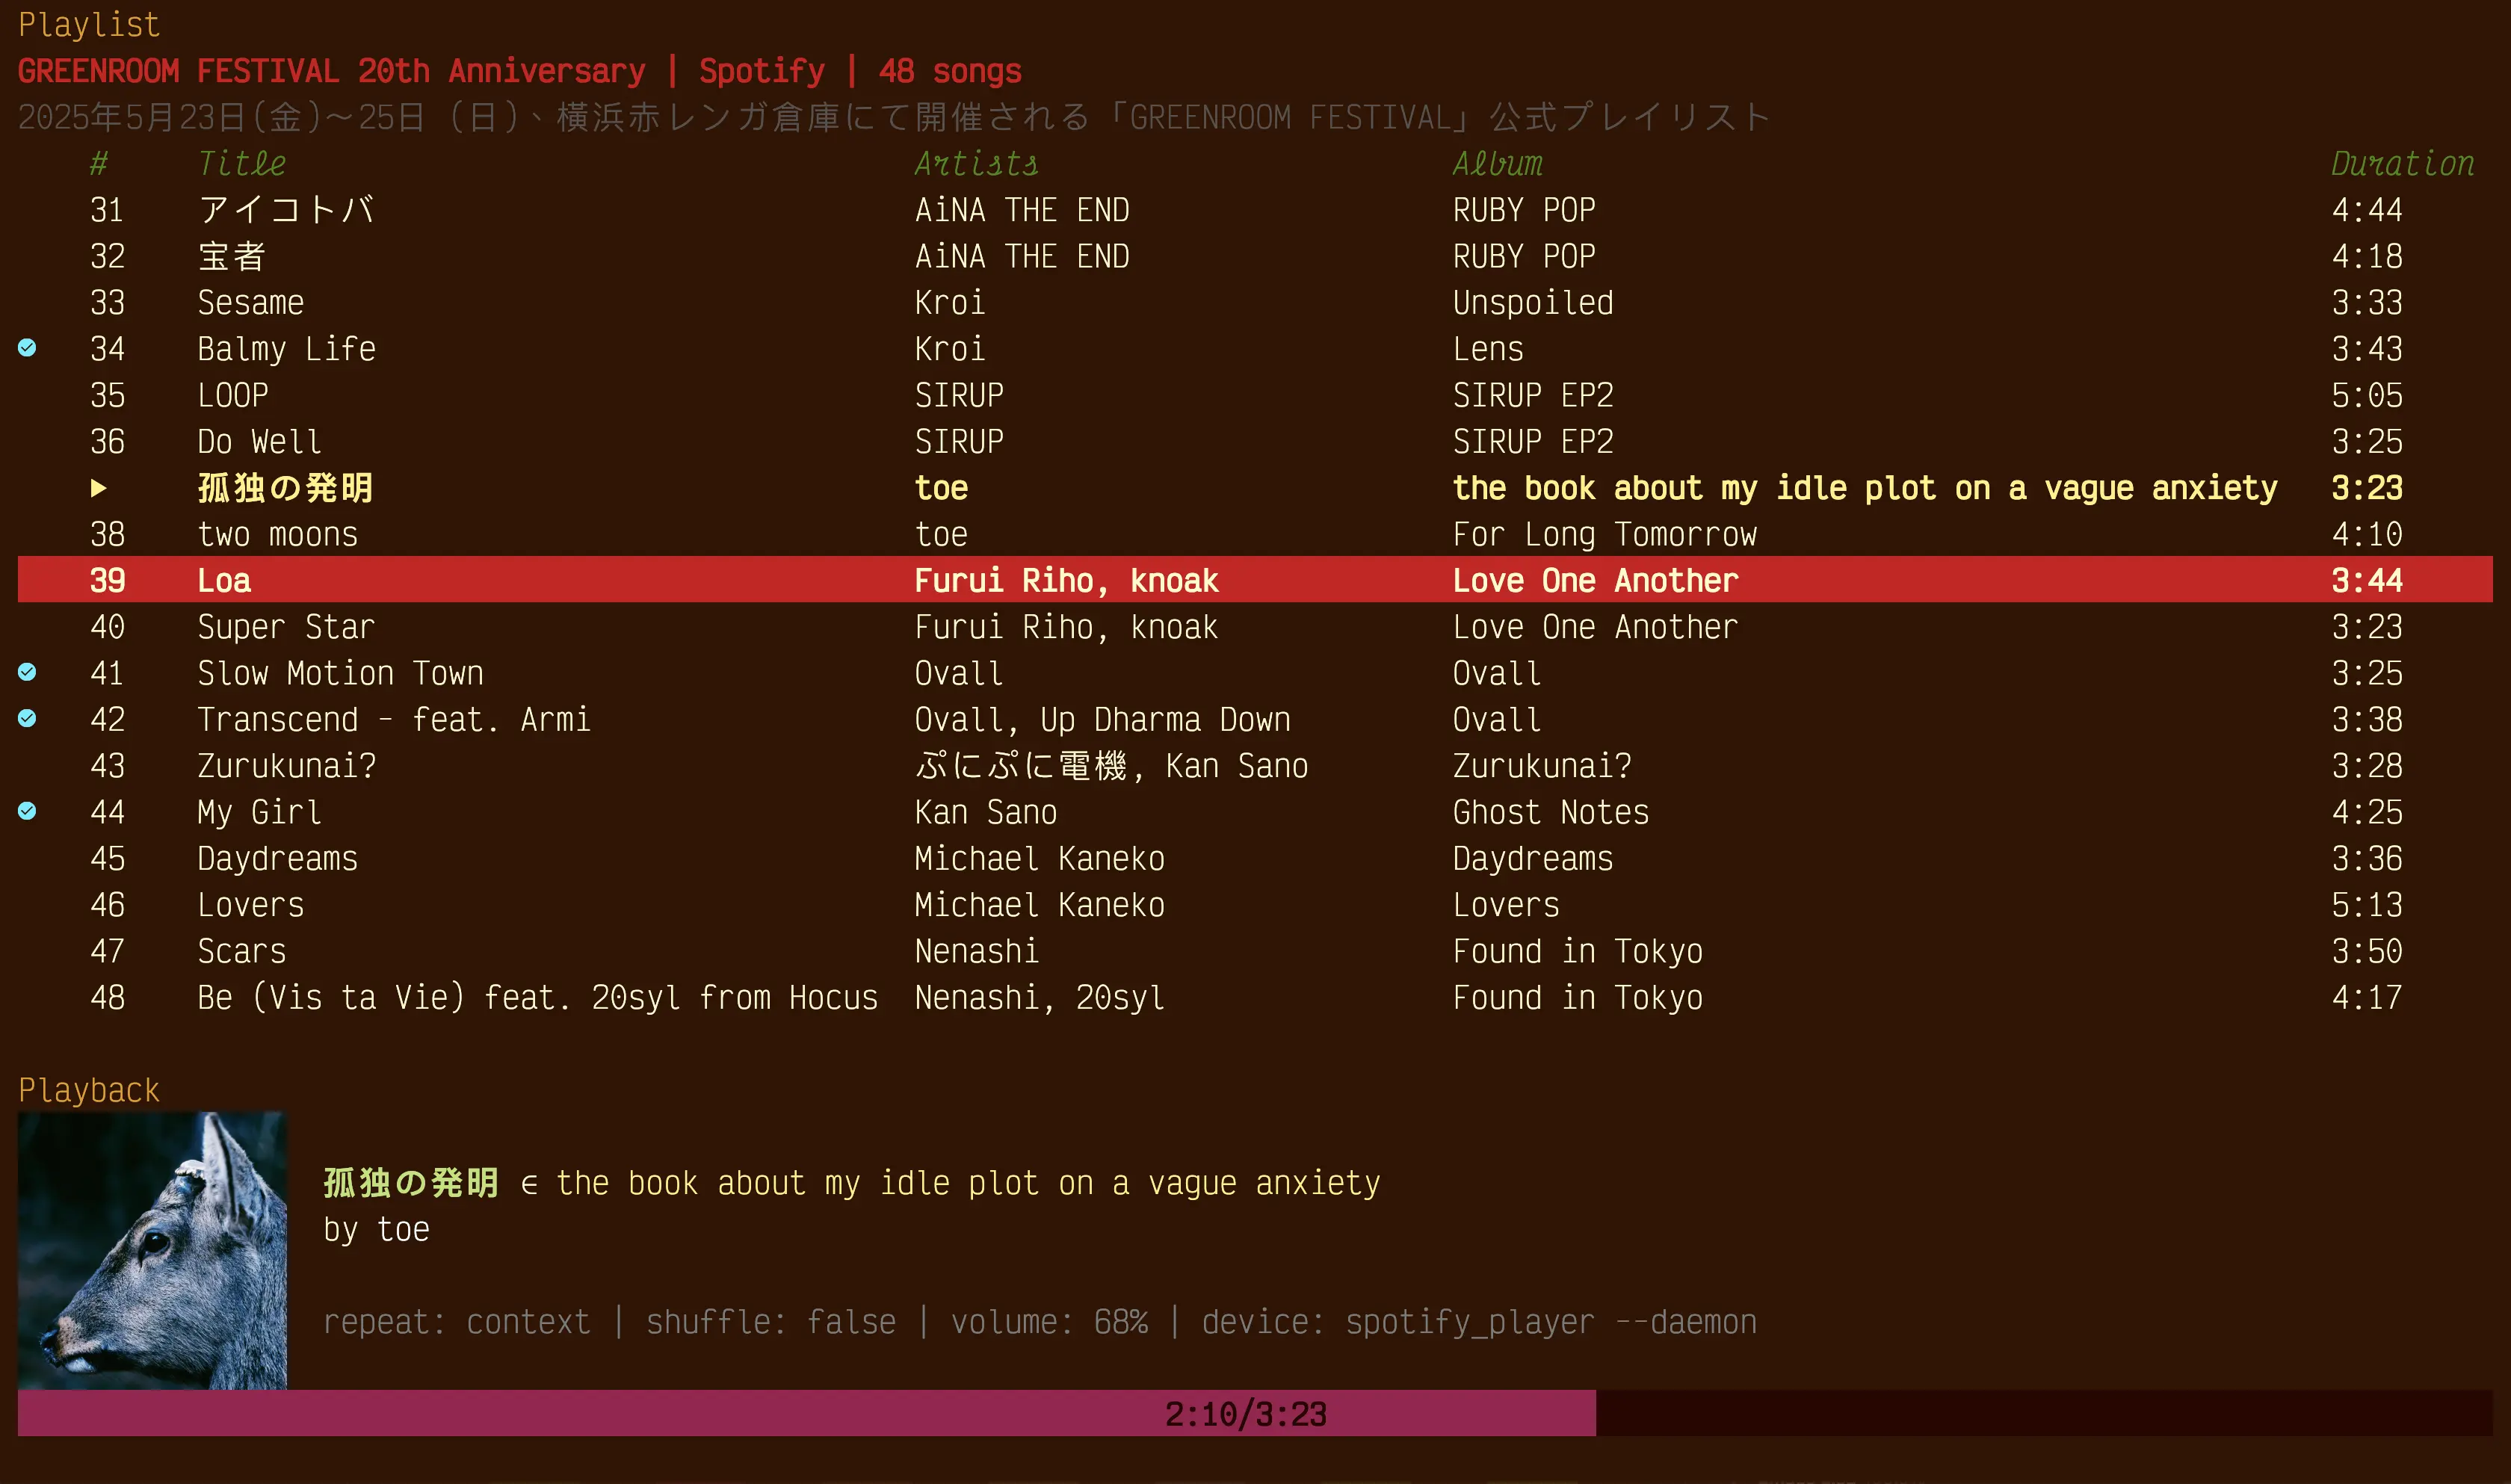 Playlist
GREENROOM FESTIVAL 20th Anniversary | Spotify | 48 songs
2025年5月23日(金)〜25日 (日)、横浜赤レンガ倉庫にて開催される「GREENROOM FESTIVAL」公式プレイリスト
# Title Artists Album Duration
31 アイコトバ AiNA THE END RUBY POP 4:44
32 宝者 AiNA THE END RUBY POP 4:18
33 Sesame Kroi Unspoiled 3:33
34 Balmy Life Kroi Lens 3:43
35 LOOP SIRUP SIRUP EP2 5:05
36 Do Well SIRUP SIRUP EP2 3:25
▶ 孤独の発明 toe the book about my idle plot on a vague anxiety 3:23
38 two moons toe For Long Tomorrow 4:10
39 Loa Furui Riho, knoak Love One Another 3:44
40 Super Star Furui Riho, knoak Love One Another 3:23
41 Slow Motion Town Ovall Ovall 3:25
42 Transcend - feat. Armi Ovall, Up Dharma Down Ovall 3:38
43 Zurukunai? ぷにぷに電機, Kan Sano Zurukunai? 3:28
44 My Girl Kan Sano Ghost Notes 4:25
45 Daydreams Michael Kaneko Daydreams 3:36
46 Lovers Michael Kaneko Lovers 5:13
47 Scars Nenashi Found in Tokyo 3:50
48 Be (Vis ta Vie) feat. 20syl from Hocus Nenashi, 20syl Found in Tokyo 4:17
Playback
孤独の発明 ∈ the book about my idle plot on a vague anxiety
by toe
repeat: context | shuffle: false | volume: 68% | device: spotify_player --daemon
2:10/3:23